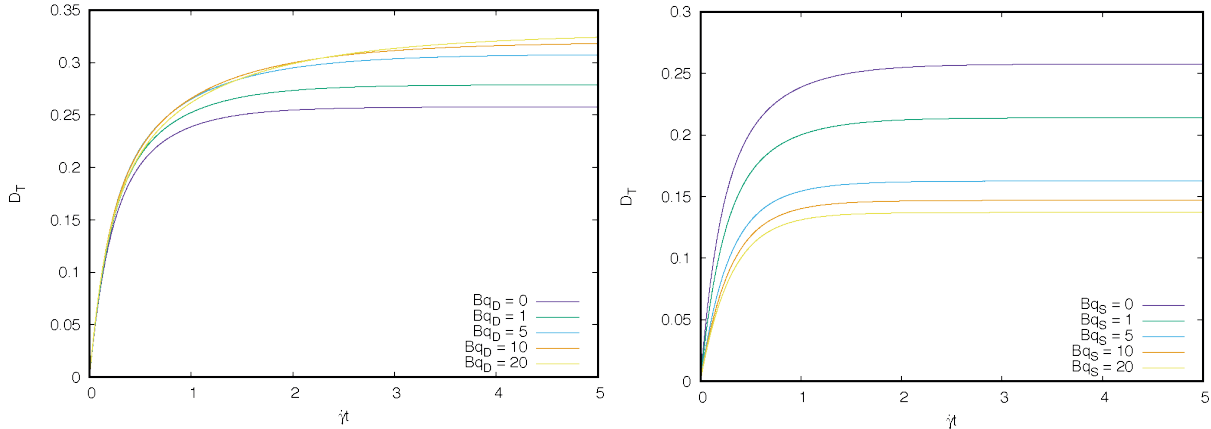 0.35
0.3
0.25
0.2
0.15
0.1
0.05
0
D_T
Bq_D = 0
Bq_D = 1
Bq_D = 5
Bq_D = 10
Bq_D = 20
0 1 2 3 4 5
γ̇t
0.3
0.25
0.2
0.15
0.1
0.05
0
D_T
Bq_S = 0
Bq_S = 1
Bq_S = 5
Bq_S = 10
Bq_S = 20
0 1 2 3 4 5
γ̇t